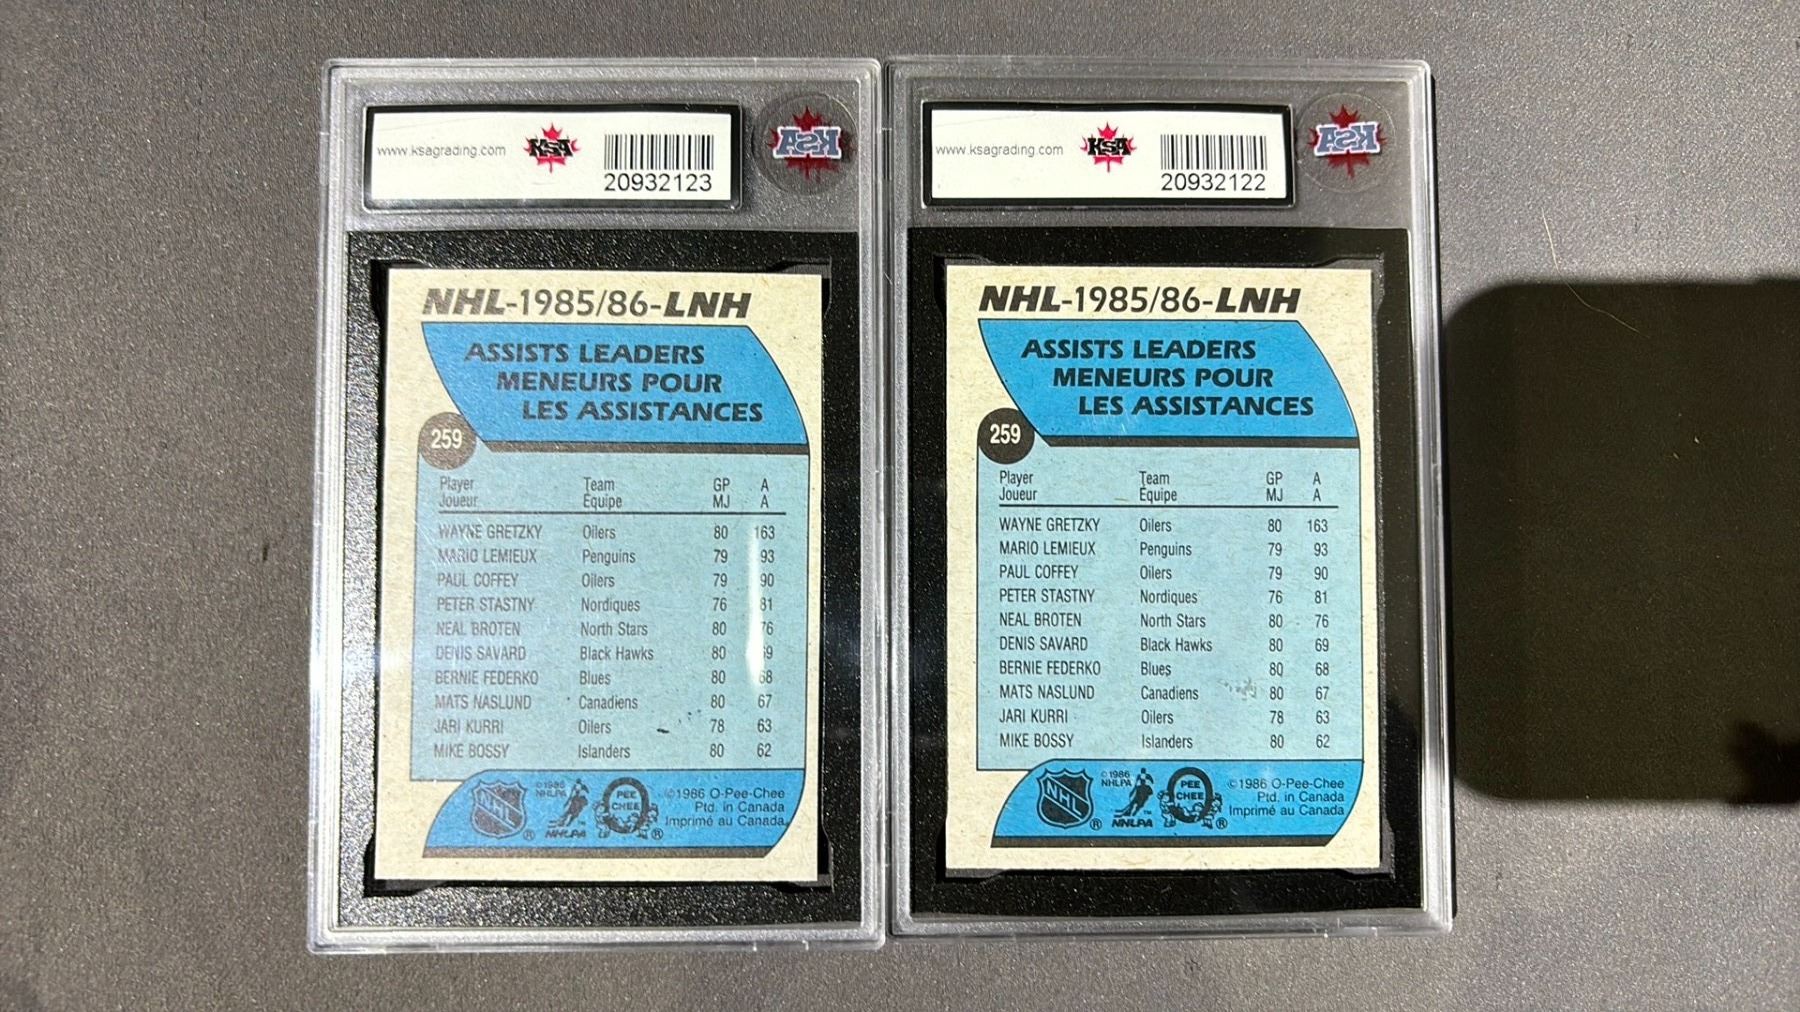 www.ksagrading.com KSA
20932123
KSA
NHL-1985/86-LNH
ASSISTS LEADERS
MENEURS POUR
LES ASSISTANCES
259
Player Team GP A
Joueur Équipe MJ A
WAYNE GRETZKY Oilers 80 163
MARIO LEMIEUX Penguins 79 93
PAUL COFFEY Oilers 79 90
PETER STASTNY Nordiques 76 81
NEAL BROTEN North Stars 80 76
DENIS SAVARD Black Hawks 80 69
BERNIE FEDERKO Blues 80 68
MATS NASLUND Canadiens 80 67
JARI KURRI Oilers 78 63
MIKE BOSSY Islanders 80 62
NHL ® ©1986 NHLPA ™ NHLPA PEE CHEE ®
©1986 O-Pee-Chee
Ptd. in Canada
Imprimé au Canada
www.ksagrading.com KSA
20932122
KSA
NHL-1985/86-LNH
ASSISTS LEADERS
MENEURS POUR
LES ASSISTANCES
259
Player Team GP A
Joueur Équipe MJ A
WAYNE GRETZKY Oilers 80 163
MARIO LEMIEUX Penguins 79 93
PAUL COFFEY Oilers 79 90
PETER STASTNY Nordiques 76 81
NEAL BROTEN North Stars 80 76
DENIS SAVARD Black Hawks 80 69
BERNIE FEDERKO Blues 80 68
MATS NASLUND Canadiens 80 67
JARI KURRI Oilers 78 63
MIKE BOSSY Islanders 80 62
NHL ® ©1986 NHLPA ™ NHLPA PEE CHEE ®
©1986 O-Pee-Chee
Ptd. in Canada
Imprimé au Canada